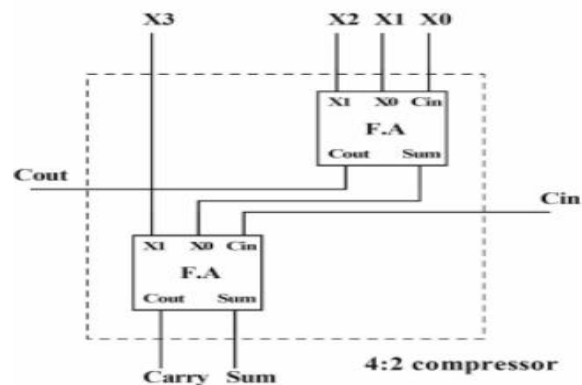 X3 X2 X1 X0
X1 X0 Cin
F.A
Cout Sum
Cout
Cin
X1 X0 Cin
F.A
Cout Sum
4:2 compressor
Carry Sum